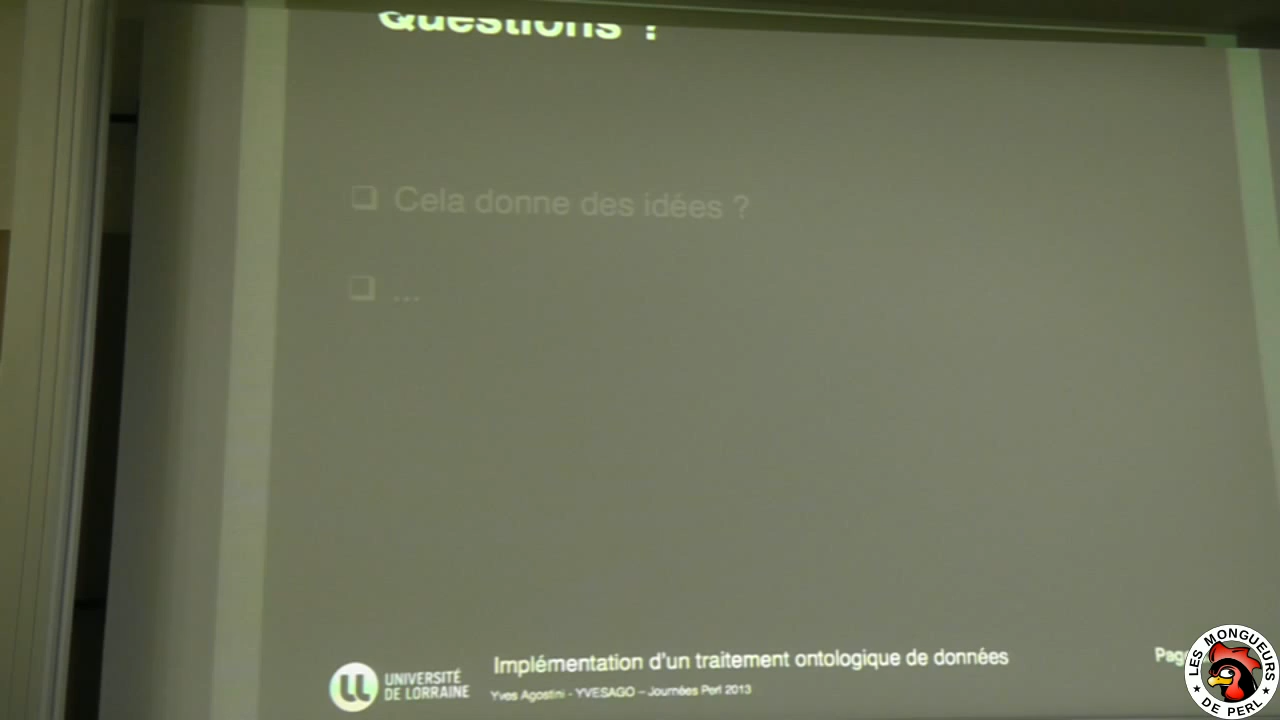 Questions ?
❑ Cela donne des idées ?
❑ ...
UNIVERSITÉ
DE LORRAINE
Implémentation d'un traitement ontologique de données
Yves Agostini - YVESAGO – Journées Perl 2013
LES MONGUEURS
★ DE PERL ★